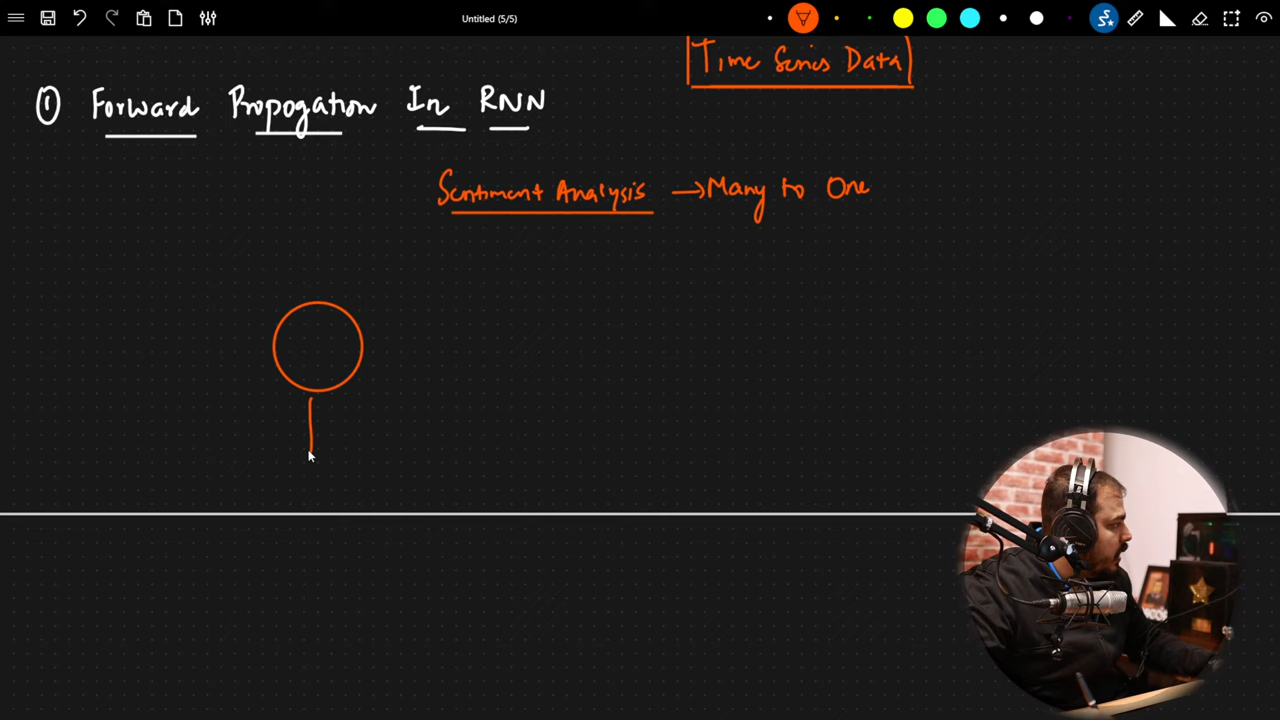 Untitled (5/5)
Time Series Data
① Forward Propogation In RNN
Sentiment Analysis → Many to One